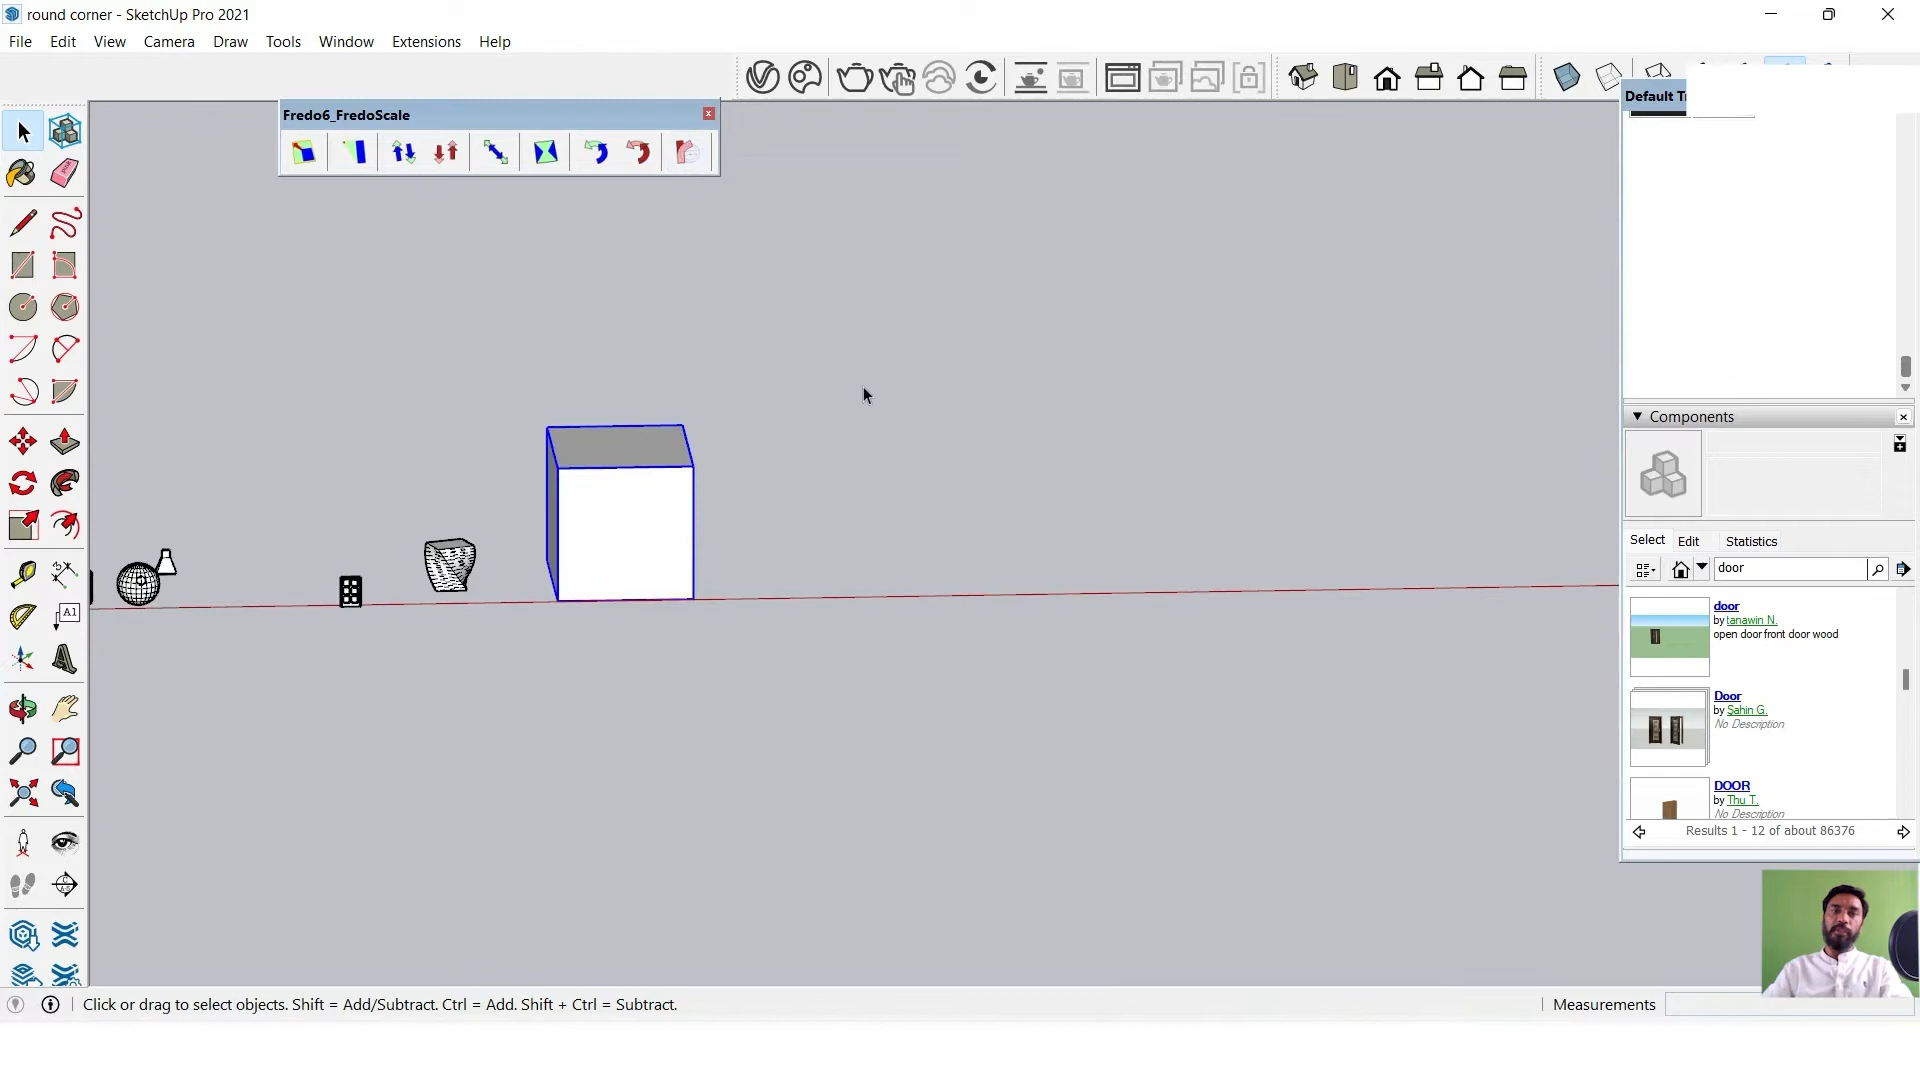 round corner - SketchUp Pro 2021
File Edit View Camera Draw Tools Window Extensions Help
Fredo6_FredoScale
Default Tr
Components
Select Edit Statistics
door
door
by tanawin N.
open door front door wood
Door
by Şahin G.
No Description
DOOR
by Thu T.
No Description
Results 1 - 12 of about 86376
A1
Click or drag to select objects. Shift = Add/Subtract. Ctrl = Add. Shift + Ctrl = Subtract.
Measurements